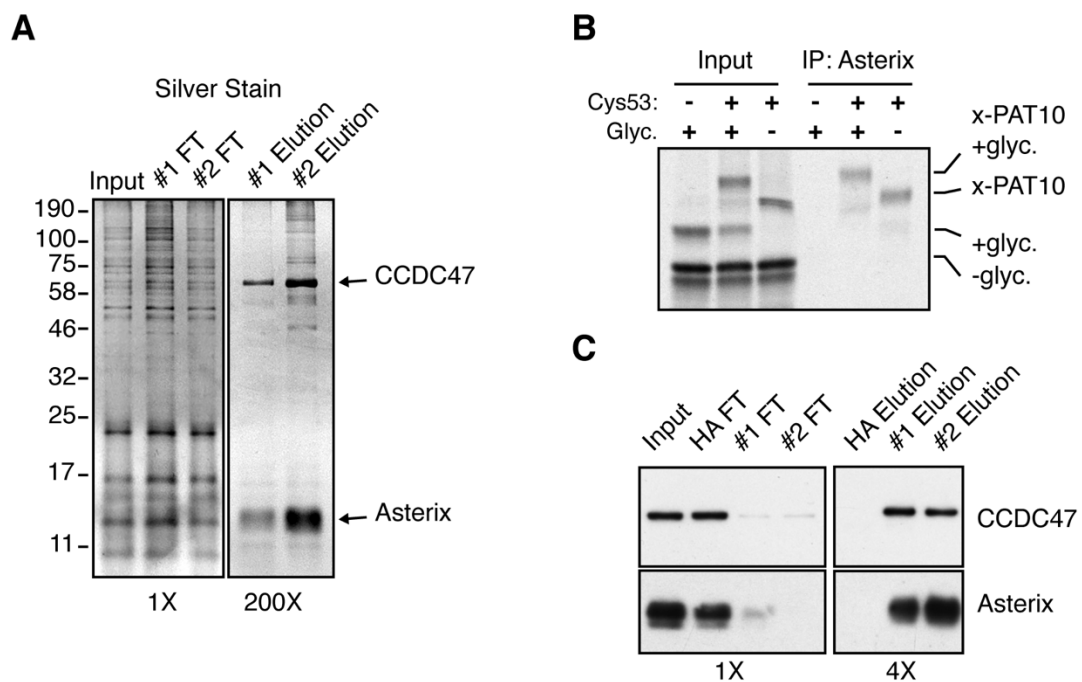 A
Silver Stain
Input
#1 FT
#2 FT
#1 Elution
#2 Elution
190
100
75
58
46
32
25
17
11
CCDC47
Asterix
1X
200X
B
Input
IP: Asterix
Cys53: - + + - + +
Glyc. + + - + + -
x-PAT10
+glyc.
x-PAT10
+glyc.
-glyc.
C
Input
HA FT
#1 FT
#2 FT
HA Elution
#1 Elution
#2 Elution
CCDC47
Asterix
1X
4X